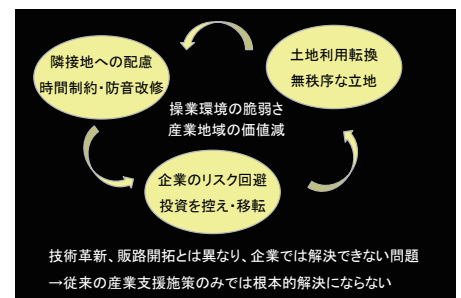 隣接地への配慮
時間制約・防音改修
土地利用転換
無秩序な立地
操業環境の脆弱さ
産業地域の価値減
企業のリスク回避
投資を控え・移転
技術革新、販路開拓とは異なり、企業では解決できない問題
→従来の産業支援施策のみでは根本的解決にならない